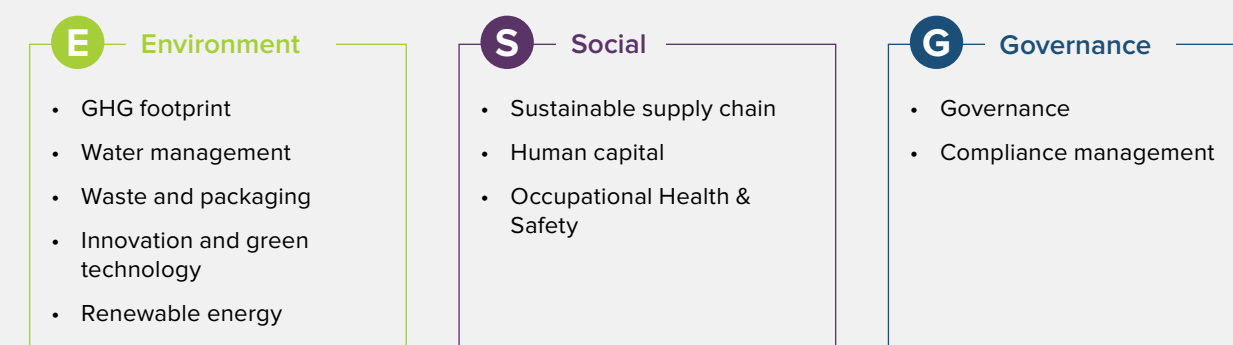 E Environment
• GHG footprint
• Water management
• Waste and packaging
• Innovation and green
technology
• Renewable energy
S Social
• Sustainable supply chain
• Human capital
• Occupational Health &
Safety
G Governance
• Governance
• Compliance management